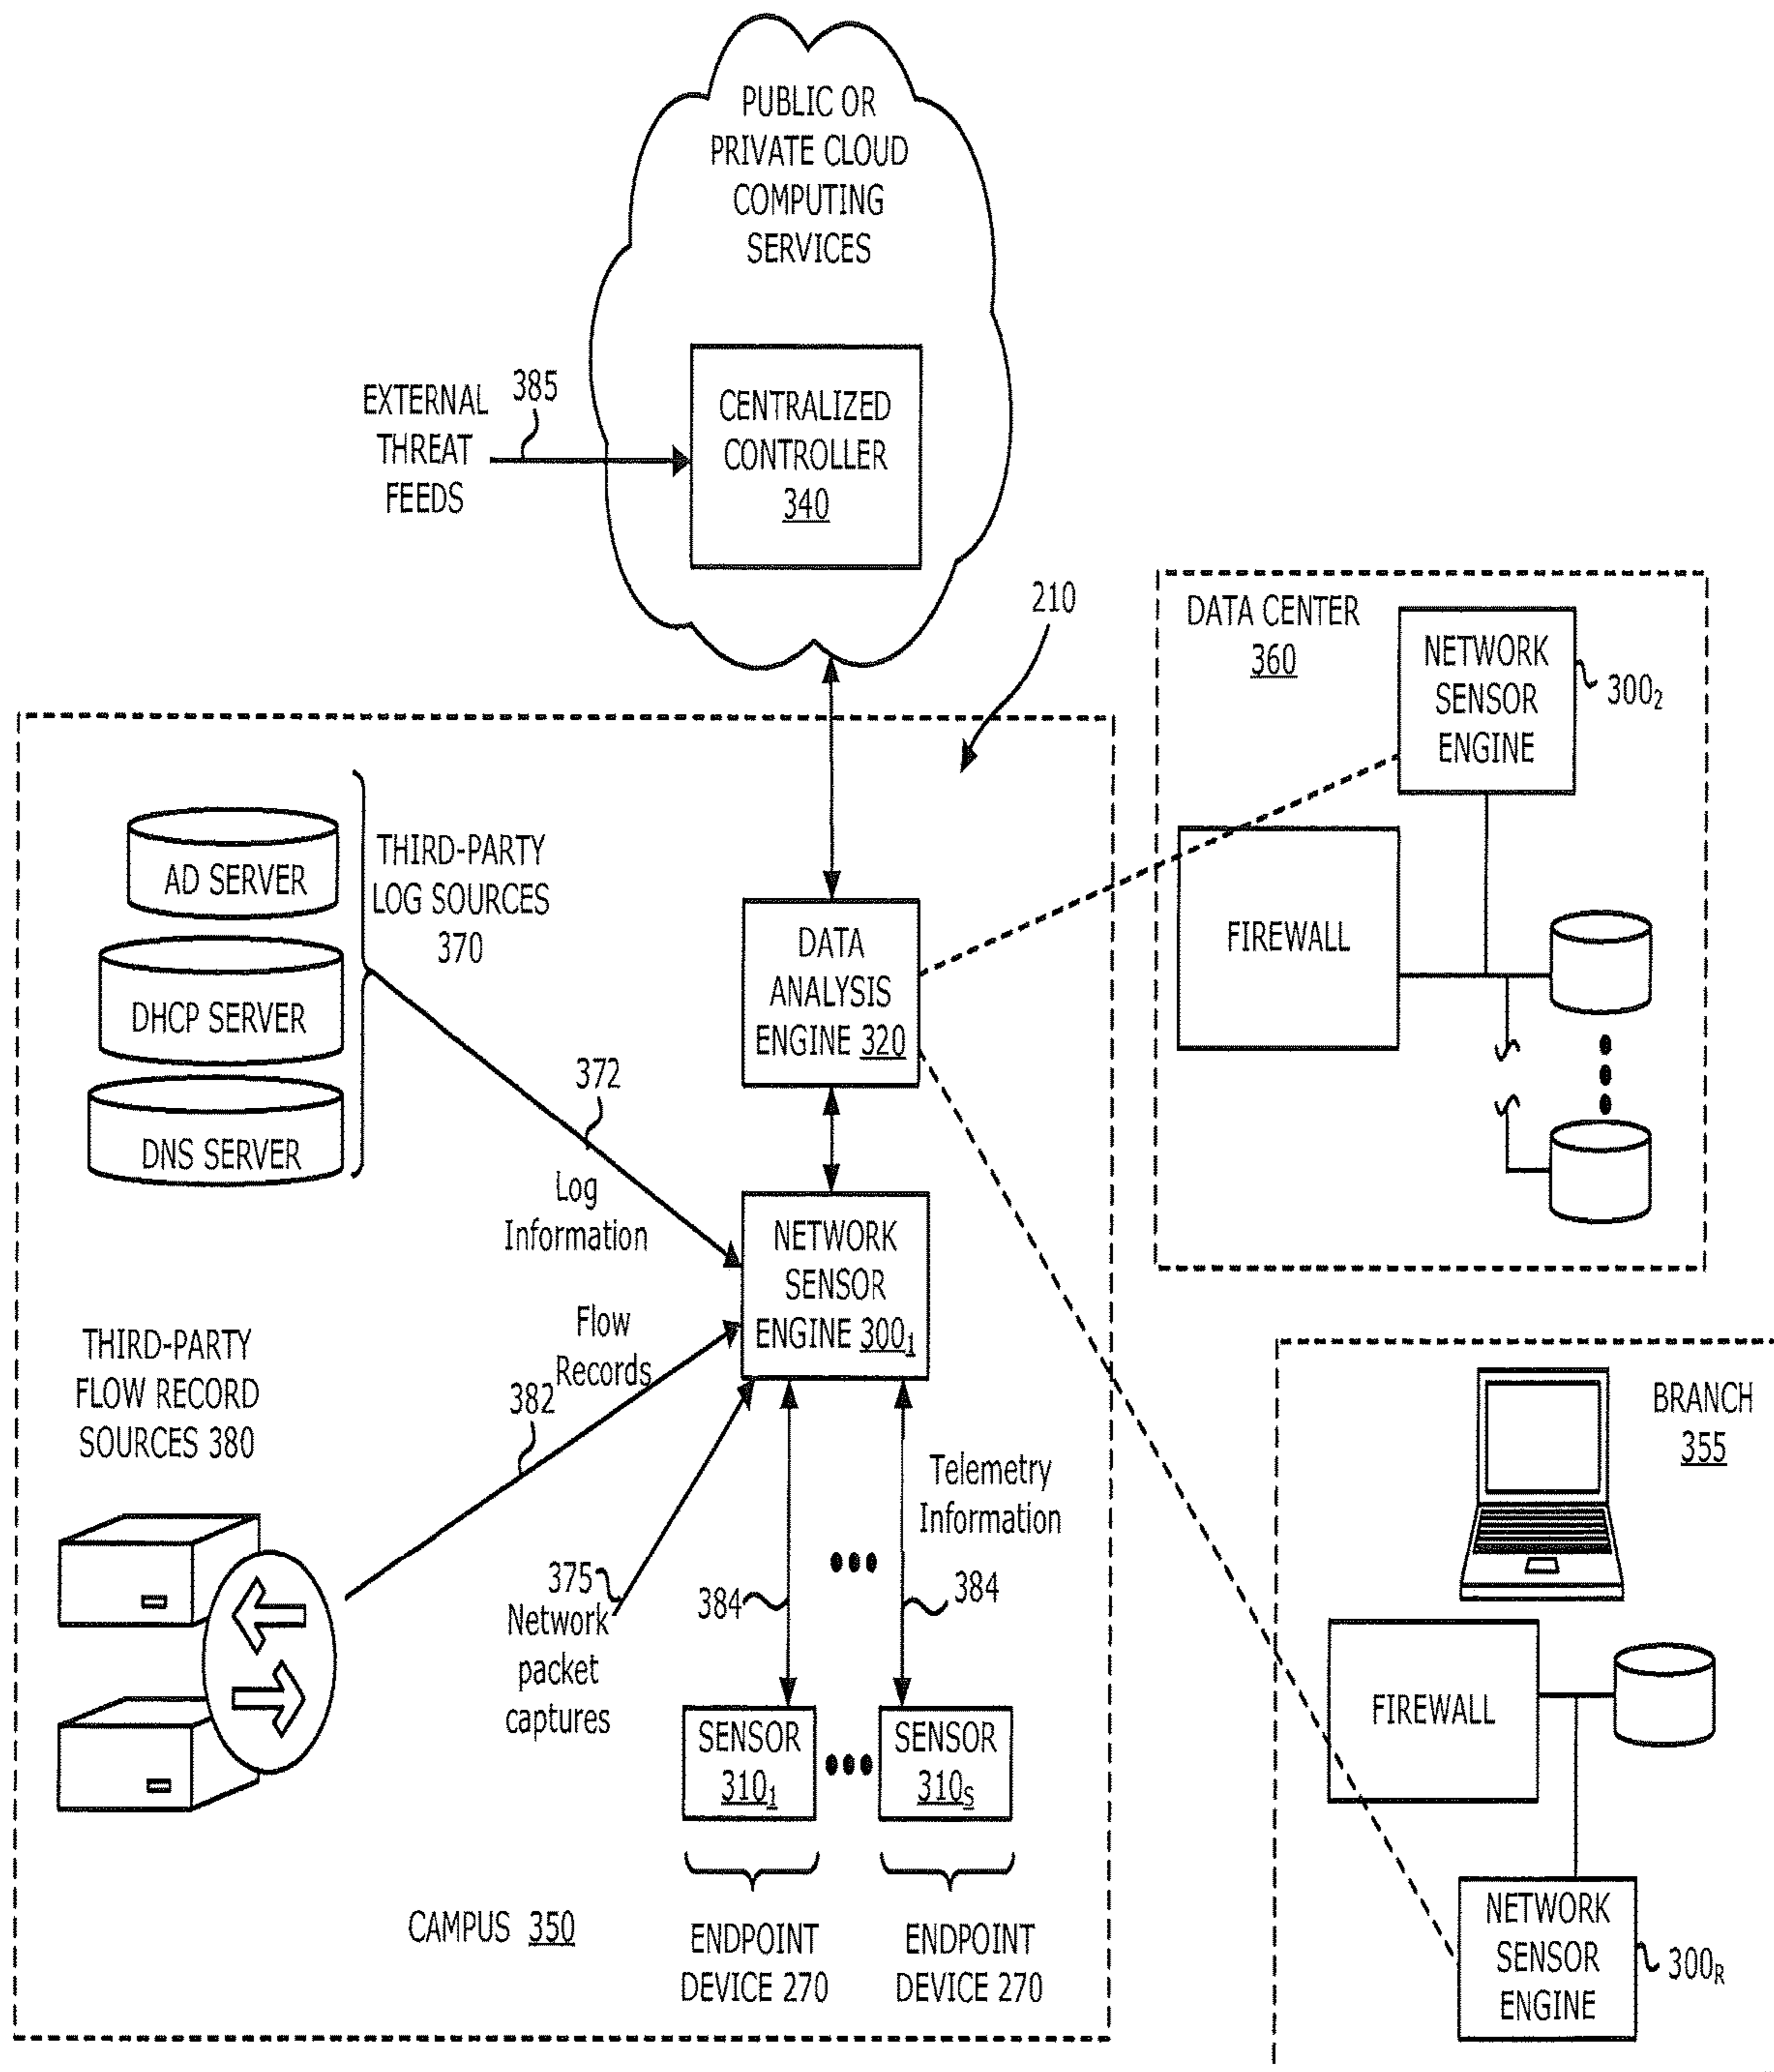 PUBLIC OR
PRIVATE CLOUD
COMPUTING
SERVICES
EXTERNAL
THREAT
FEEDS
385
CENTRALIZED
CONTROLLER
340
210
DATA CENTER
360
NETWORK
SENSOR
ENGINE
300₂
FIREWALL
AD SERVER
DHCP SERVER
DNS SERVER
THIRD-PARTY
LOG SOURCES
370
DATA
ANALYSIS
ENGINE 320
372
Log
Information
NETWORK
SENSOR
ENGINE 300₁
Flow
Records
382
THIRD-PARTY
FLOW RECORD
SOURCES 380
375
Network
packet
captures
Telemetry
Information
384
384
SENSOR
310₁
SENSOR
310S
ENDPOINT
DEVICE 270
ENDPOINT
DEVICE 270
CAMPUS 350
BRANCH
355
FIREWALL
NETWORK
SENSOR
ENGINE
300R